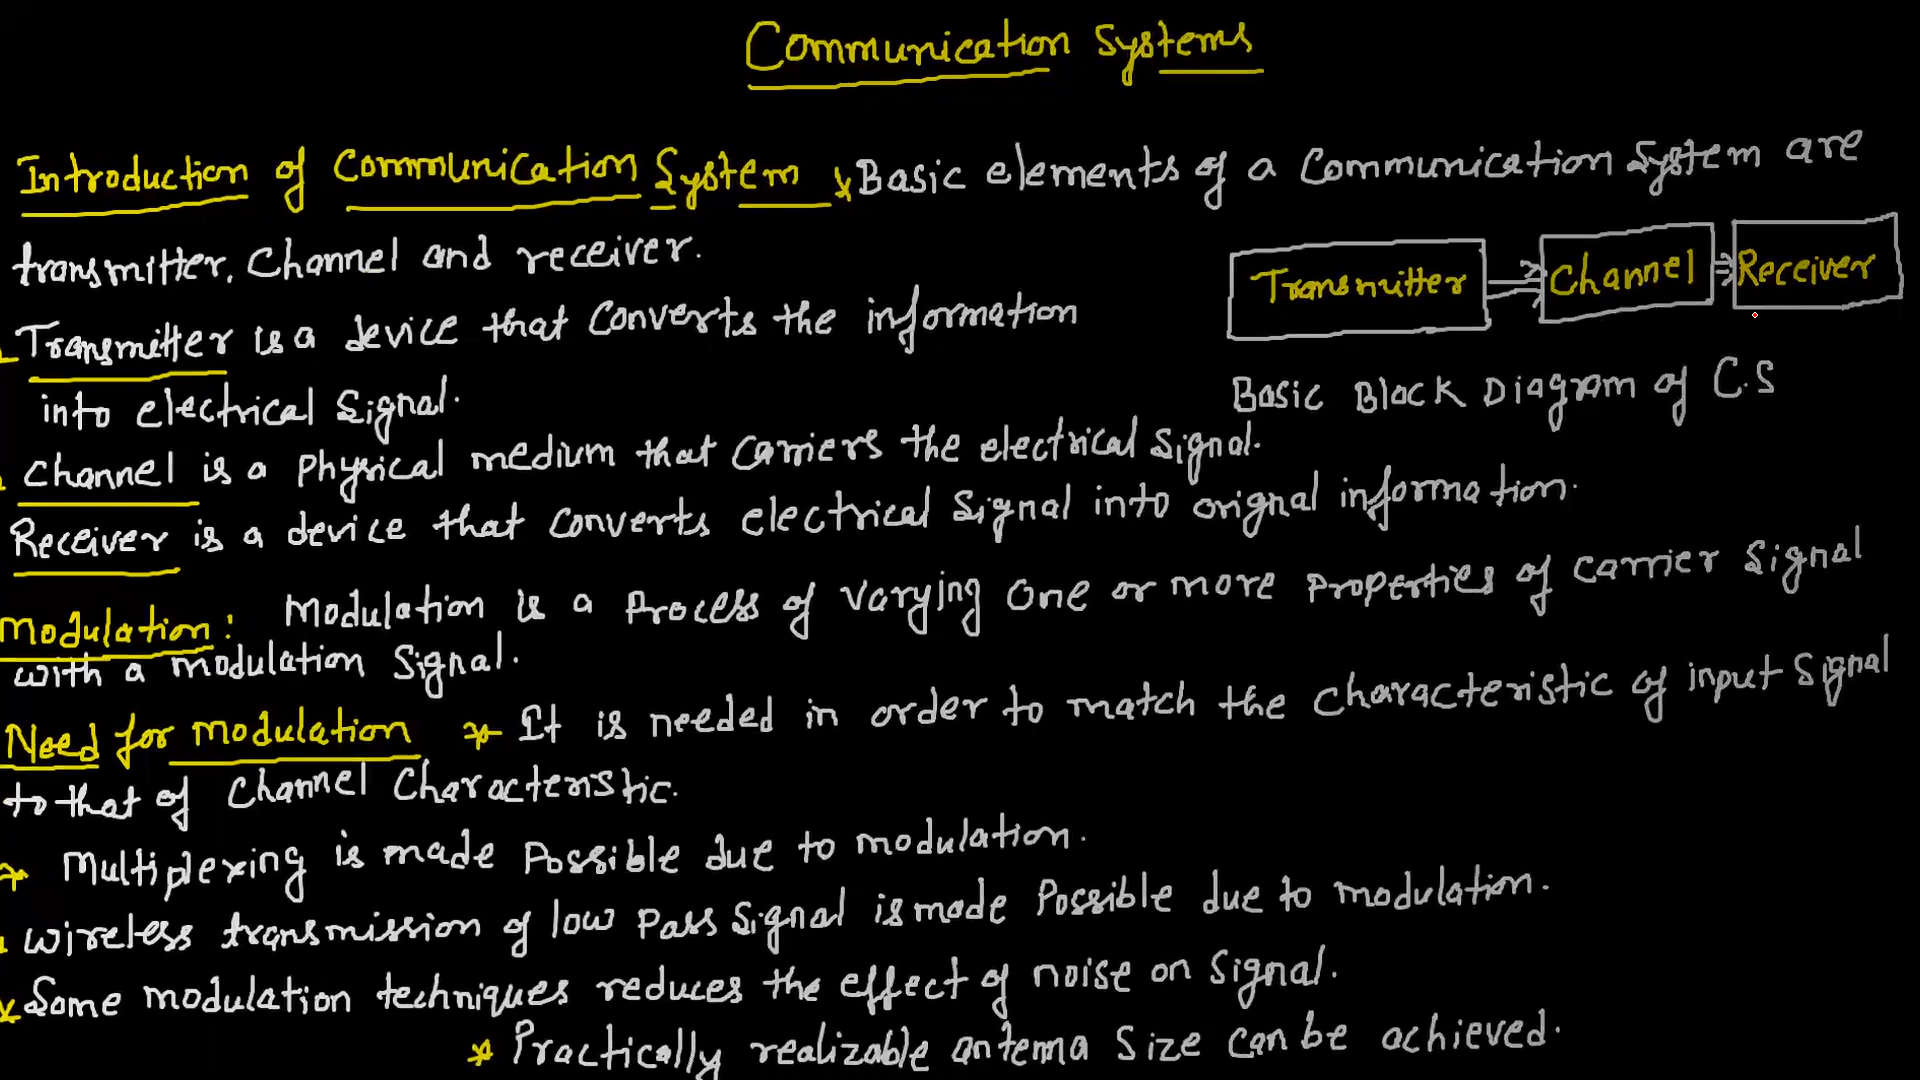 Communication Systems
Introduction of Communication System * Basic elements of a Communication System are
transmitter, Channel and receiver.
Transmitter Channel Receiver
Transmitter is a device that converts the information
into electrical Signal.
Basic Block Diagram of C.S
Channel is a Physical medium that carriers the electrical Signal.
Receiver is a device that converts electrical Signal into orignal information.
Modulation: Modulation is a Process of varying one or more Properties of carrier Signal
with a modulation Signal.
Need for modulation * It is needed in order to match the characteristic of input Signal
to that of Channel Characteristic.
* Multiplexing is made Possible due to modulation.
wireless transmission of low Pass Signal is made Possible due to modulation.
* Some modulation techniques reduces the effect of noise on Signal.
* Practically realizable antenna Size can be achieved.